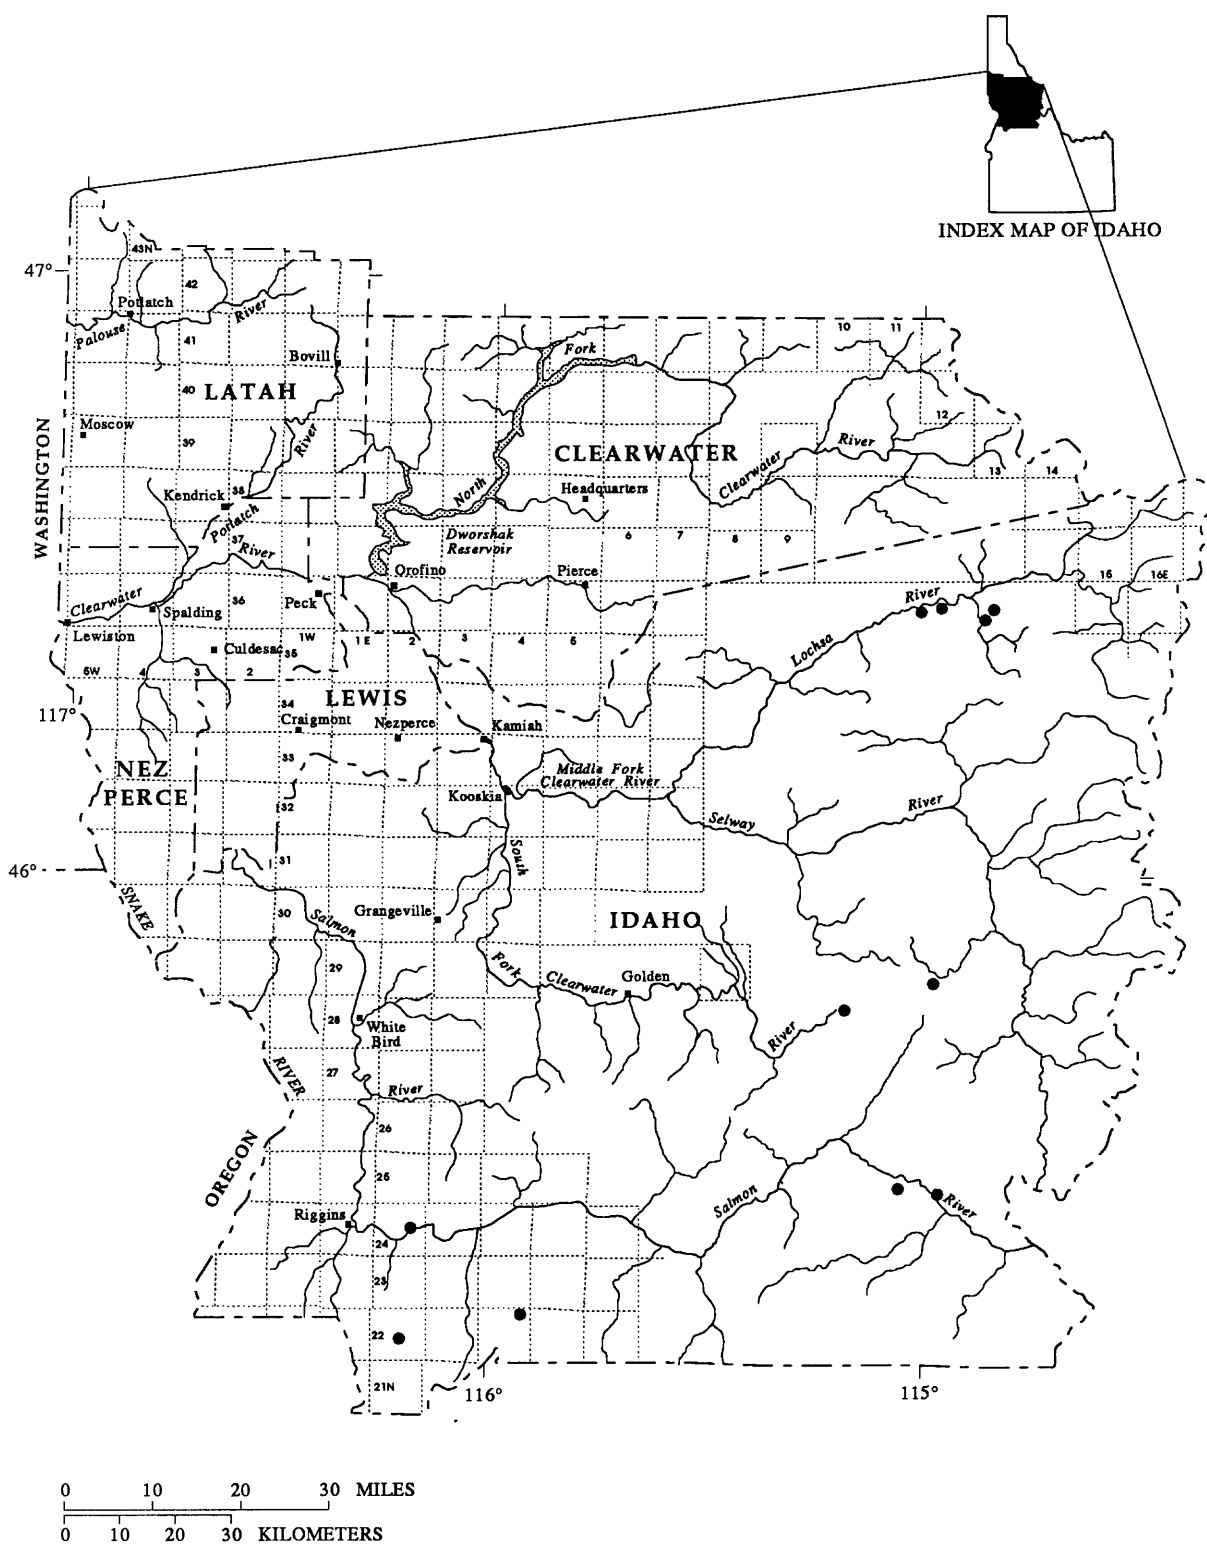 INDEX MAP OF IDAHO
47°
43N
42
Potlatch
River
Palouse
41
10
11
Bovill
Fork
40
LATAH
12
Moscow
39
River
River
CLEARWATER
WASHINGTON
Clearwater
13
14
Kendrick
38
North
Headquarters
Potlatch
37
River
Dworshak
Reservoir
6
7
8
9
Orofino
Pierce
15
16E
Clearwater
36
Peck
River
Spalding
Lewiston
1W
1E
2
3
4
5
Culdesac
35
Lochsa
5W
4
3
2
34
LEWIS
117°
Craigmont
Nezperce
Kamiah
33
NEZ
PERCE
Middle Fork
Clearwater River
Kooskia
32
Selway
River
31
South
46°
SNAKE
30
Salmon
Grangeville
IDAHO
29
Fork
Clearwater
Golden
28
White
Bird
River
RIVER
27
River
26
OREGON
25
Salmon
River
Riggins
24
23
22
21N
116°
115°
0 10 20 30 MILES
0 10 20 30 KILOMETERS